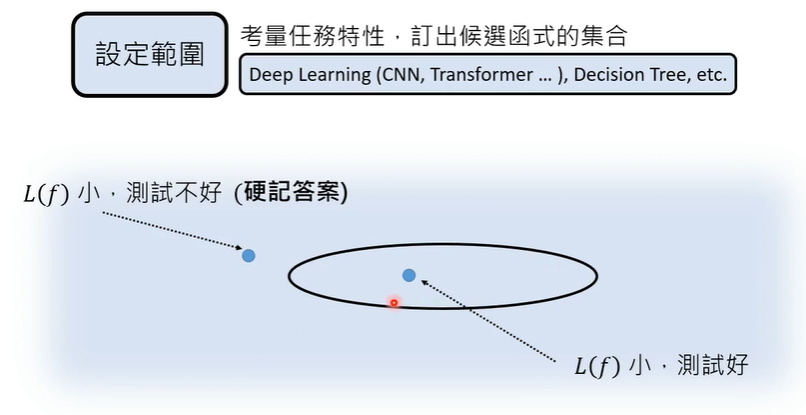 設定範圍
考量任務特性，訂出候選函式的集合
Deep Learning (CNN, Transformer … ), Decision Tree, etc.
L(f) 小，測試不好 (硬記答案)
L(f) 小，測試好